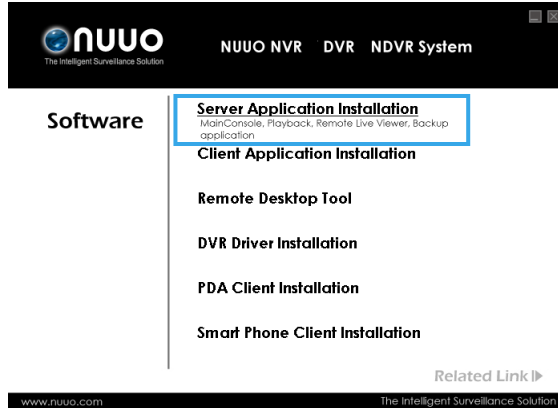 nuuo
The Intelligent Surveillance Solution
NUUO NVR DVR NDVR System
Software
Server Application Installation
MainConsole, Playback, Remote Live Viewer, Backup
application
Client Application Installation
Remote Desktop Tool
DVR Driver Installation
PDA Client Installation
Smart Phone Client Installation
Related Link
www.nuuo.com
The Intelligent Surveillance Solution